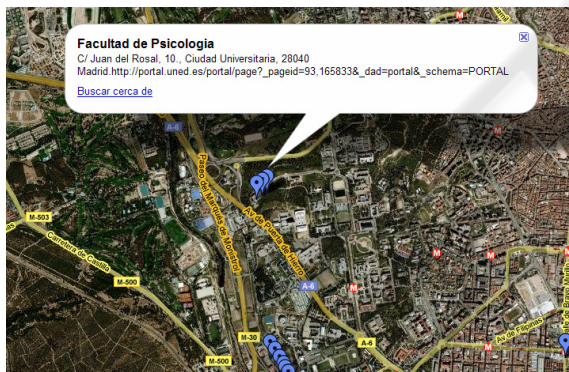 Facultad de Psicologia
C/ Juan del Rosal, 10., Ciudad Universitaria, 28040
Madrid.http://portal.uned.es/portal/page?_pageid=93,165833&_dad=portal&_schema=PORTAL
Buscar cerca de
M
M
A-6
Paseo del Marqués de Monistrol
M-503
Av de Puerta de Hierro
Carretera de Castilla
M
M
M-500
A-6
M
Av de Filipinas
M-30
A-6
M
M-500